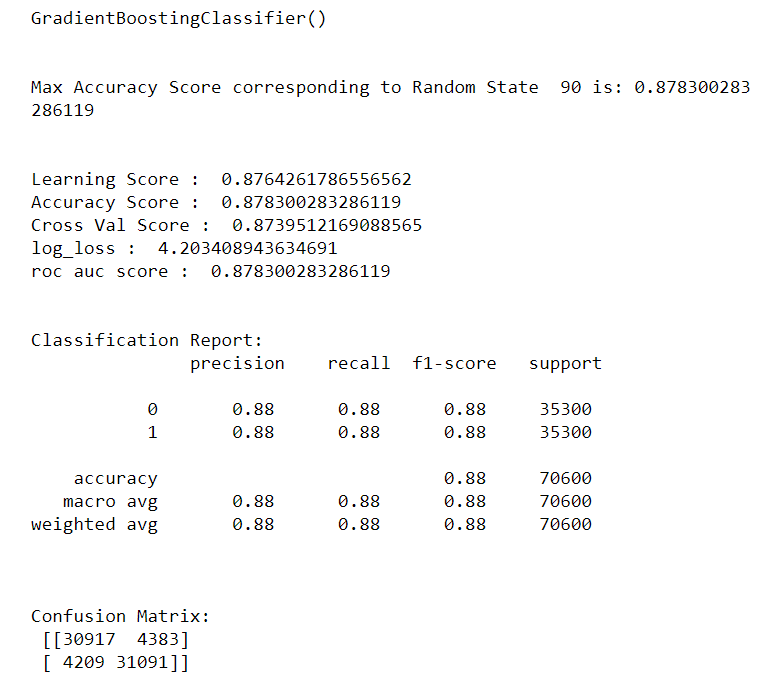 GradientBoostingClassifier()
Max Accuracy Score corresponding to Random State  90 is: 0.878300283
286119
Learning Score :  0.8764261786556562
Accuracy Score :  0.878300283286119
Cross Val Score :  0.8739512169088565
log_loss :  4.203408943634691
roc auc score :  0.878300283286119
Classification Report:
               precision    recall  f1-score   support
           0       0.88      0.88      0.88     35300
           1       0.88      0.88      0.88     35300
    accuracy                           0.88     70600
   macro avg       0.88      0.88      0.88     70600
weighted avg       0.88      0.88      0.88     70600
Confusion Matrix:
 [[30917  4383]
 [ 4209 31091]]